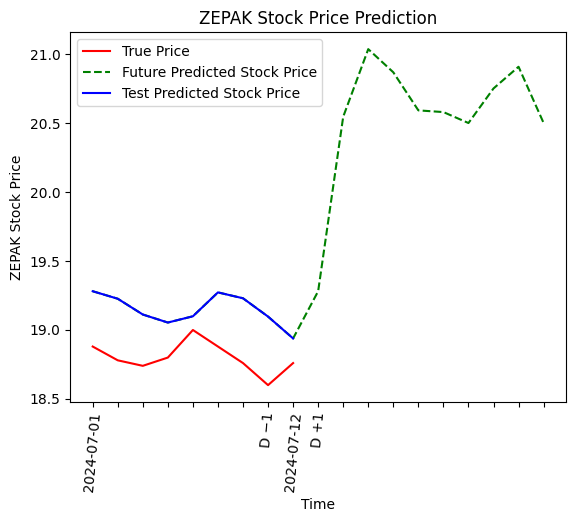 ZEPAK Stock Price Prediction
True Price
Future Predicted Stock Price
Test Predicted Stock Price
ZEPAK Stock Price
21.0
20.5
20.0
19.5
19.0
18.5
2024-07-01
D −1
2024-07-12
D +1
Time